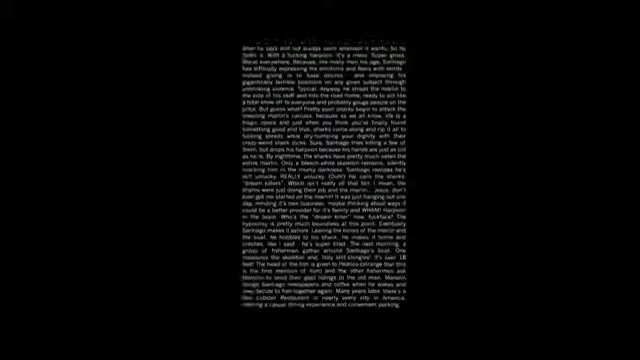 after he says and not always swim wherever it wants. So he
it. With a fucking harpoon. It's a mess. Super gross.
Blood everywhere. Because, like many men his age, Santiago
has difficulty expressing his emotions and fears with words
instead giving in to base desires and imposing his
gigantically terrible positions on any given subject through
unblinking violence. Typical. Anyway, he straps the marlin to
the side of his skiff and hits the road home, ready to act like
a total show off to everyone and probably gouge people on the
price. But guess what? Pretty soon sharks begin to attack the
bleeding marlin's carcass, because as we all know, life is a
tragic opera and just when you think you've finally found
something good and true, sharks come along and rip it all to
fucking shreds while dry-humping your dignity with their
crazy-weird shark dicks. Sure, Santiago tries killing a few of
them, but drops his harpoon because his hands are just as old
as he is. By nighttime, the sharks have pretty much eaten the
entire marlin. Only a bleach-white skeleton remains, silently
mocking him in the murky darkness. Santiago realizes he's
still unlucky. REALLY unlucky. (Duh!) He calls the sharks
"dream killers". Which isn't really all that fair. I mean, the
sharks were just doing their job and the marlin... Jesus, don't
even get me started on the marlin! It was just hanging out one
day, minding it's own business, maybe thinking about ways it
could be a better provider for it's family and WHAM! Harpoon
in the brain. Who's the "dream killer" now, fuckface? The
hypocrisy is pretty much boundless at this point. Eventually
Santiago makes it ashore. Leaving the bones of the marlin and
the boat, he hobbles to his shack. He makes it home and
crashes, like I said - he's super tired. The next morning, a
group of fishermen gather around Santiago's boat. One
measures the skeleton and, holy shit-shingles! It's over 18
feet! The head of the fish is given to Pedrico (strange that this
is the first mention of him) and the other fishermen ask
Manolin to send their glad tidings to the old man. Manolin
brings Santiago newspapers and coffee when he wakes and
they decide to fish together again. Many years later, there's a
Red Lobster Restaurant in nearly every city in America,
offering a casual dining experience and convenient parking.